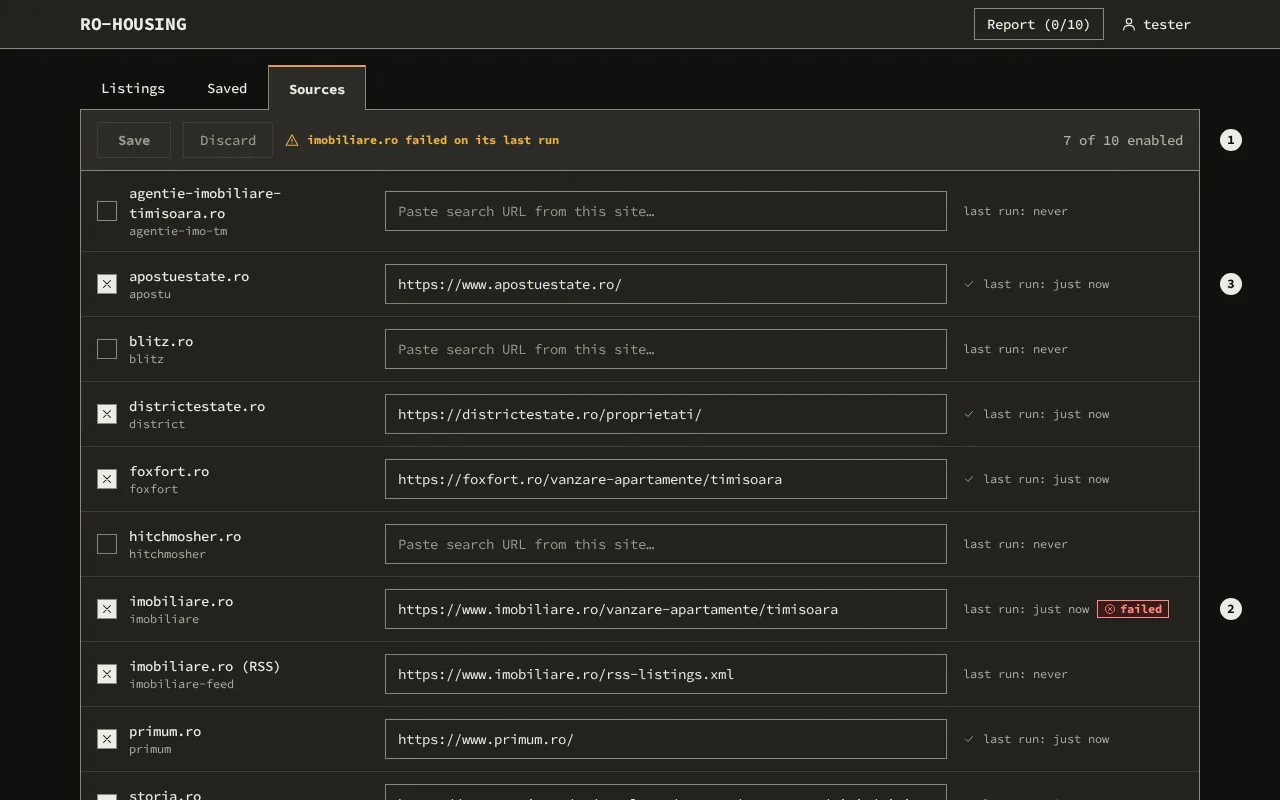 RO-HOUSING
Report (0/10)
tester
Listings
Saved
Sources
Save
Discard
imobiliare.ro failed on its last run
7 of 10 enabled
1
agentie-imobiliare-
timisoara.ro
agentie-imo-tm
Paste search URL from this site…
last run: never
apostuestate.ro
apostu
https://www.apostuestate.ro/
last run: just now
3
blitz.ro
blitz
Paste search URL from this site…
last run: never
districtestate.ro
district
https://districtestate.ro/proprietati/
last run: just now
foxfort.ro
foxfort
https://foxfort.ro/vanzare-apartamente/timisoara
last run: just now
hitchmosher.ro
hitchmosher
Paste search URL from this site…
last run: never
imobiliare.ro
imobiliare
https://www.imobiliare.ro/vanzare-apartamente/timisoara
last run: just now
failed
2
imobiliare.ro (RSS)
imobiliare-feed
https://www.imobiliare.ro/rss-listings.xml
last run: never
primum.ro
primum
https://www.primum.ro/
last run: just now
storia.ro